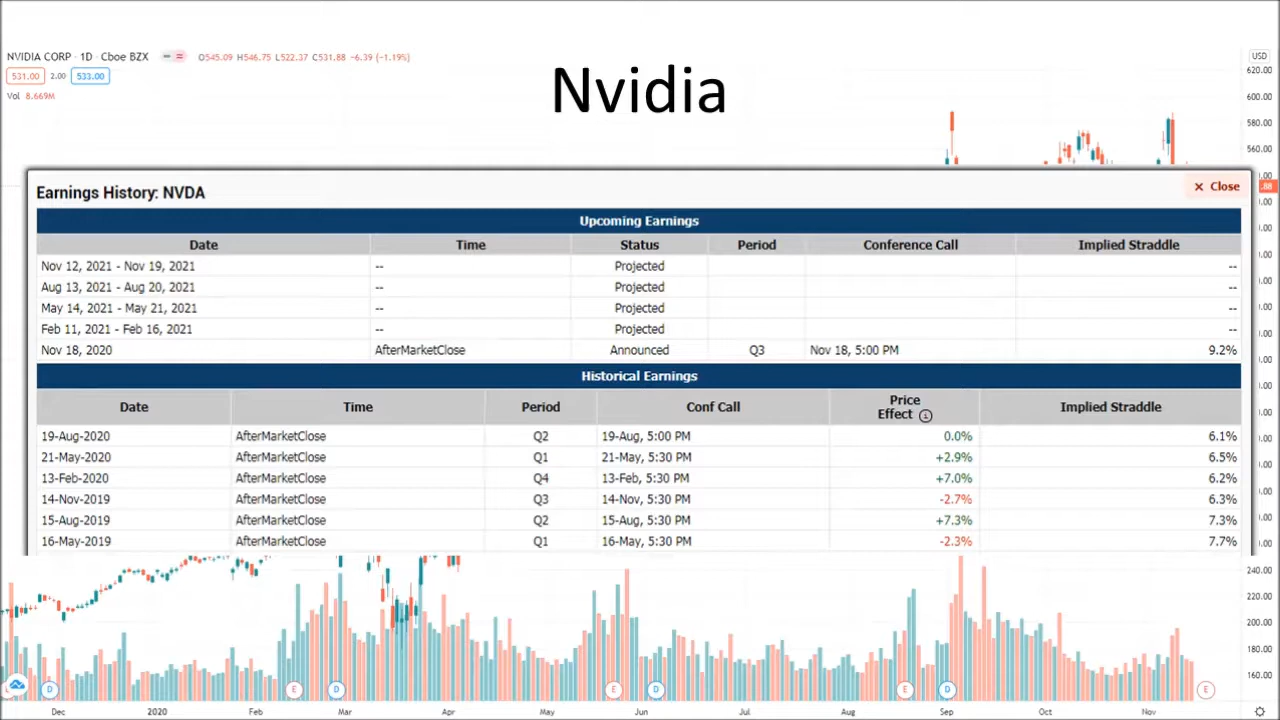 NVIDIA CORP · 1D · Cboe BZX O545.09 H546.75 L522.37 C531.88 -6.39 (-1.19%)
531.00 2.00 533.00
Vol 8.669M
Nvidia
USD
620.00
600.00
580.00
560.00
Earnings History: NVDA
× Close
Upcoming Earnings
Date Time Status Period Conference Call Implied Straddle
Nov 12, 2021 - Nov 19, 2021 -- Projected --
Aug 13, 2021 - Aug 20, 2021 -- Projected --
May 14, 2021 - May 21, 2021 -- Projected --
Feb 11, 2021 - Feb 16, 2021 -- Projected --
Nov 18, 2020 AfterMarketClose Announced Q3 Nov 18, 5:00 PM 9.2%
Historical Earnings
Date Time Period Conf Call Price Effect Implied Straddle
19-Aug-2020 AfterMarketClose Q2 19-Aug, 5:00 PM 0.0% 6.1%
21-May-2020 AfterMarketClose Q1 21-May, 5:30 PM +2.9% 6.5%
13-Feb-2020 AfterMarketClose Q4 13-Feb, 5:30 PM +7.0% 6.2%
14-Nov-2019 AfterMarketClose Q3 14-Nov, 5:30 PM -2.7% 6.3%
15-Aug-2019 AfterMarketClose Q2 15-Aug, 5:30 PM +7.3% 7.3%
16-May-2019 AfterMarketClose Q1 16-May, 5:30 PM -2.3% 7.7%
240.00
220.00
200.00
180.00
160.00
E D E D E D E D E
Dec 2020 Feb Mar Apr May Jun Jul Aug Sep Oct Nov